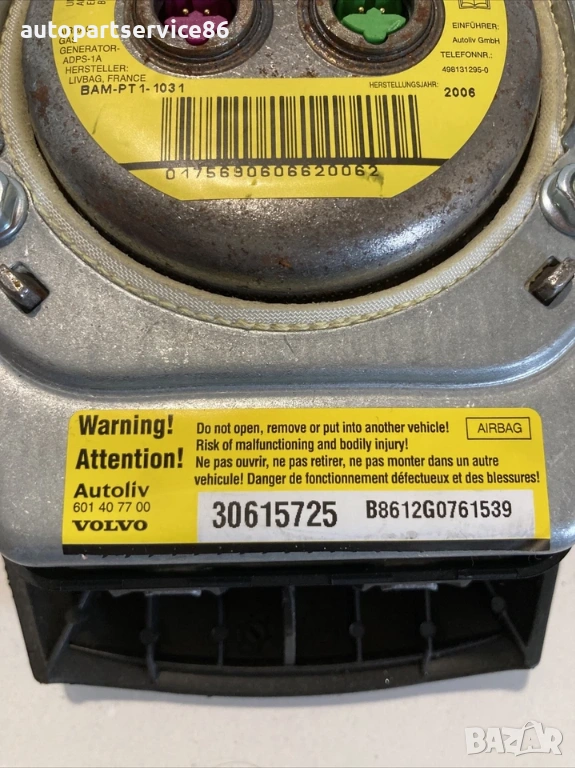 autopartservice86
GAS
GENERATOR-
ADPS-1A
HERSTELLER:
LIVBAG, FRANCE
BAM-PT1-1031
EINFÜHRER:
Autoliv GmbH
TELEFONNR.:
496131295-0
HERSTELLUNGSJAHR:
2006
0175690606620062
Warning!
Attention!
Do not open, remove or put into another vehicle!
Risk of malfunctioning and bodily injury!
Ne pas ouvrir, ne pas retirer, ne pas monter dans un autre
vehicule! Danger de fonctionnement défectueux et des blessures!
AIRBAG
Autoliv
601 40 77 00
VOLVO
30615725
B8612G0761539
BAZAR